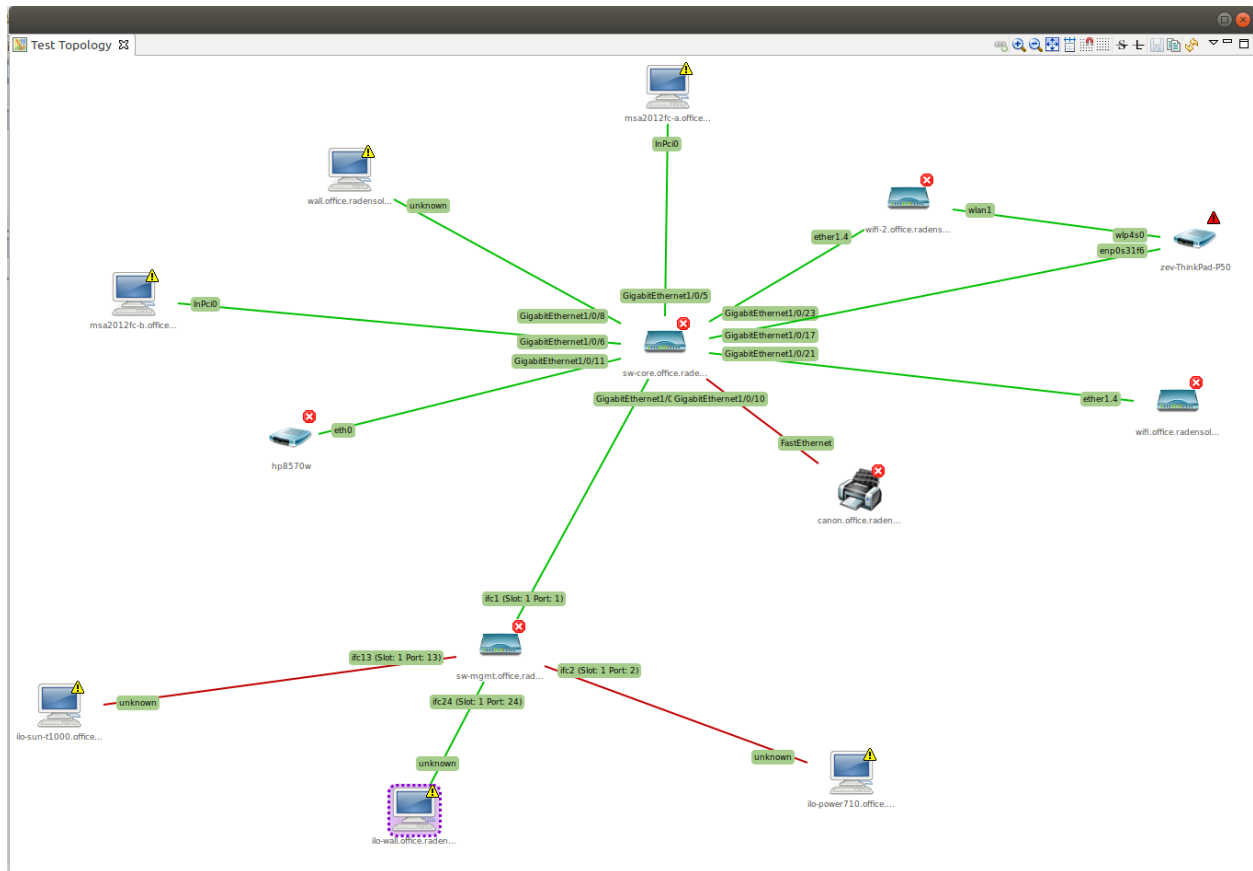 Test Topology
msa2012fc-a.office...
InPci0
wall.office.radensol...
unknown
wifi-2.office.radens...
wlan1
ether1.4
wlp4s0
enp0s31f6
zev-ThinkPad-P50
msa2012fc-b.office...
InPci0
GigabitEthernet1/0/5
GigabitEthernet1/0/8
GigabitEthernet1/0/23
GigabitEthernet1/0/6
GigabitEthernet1/0/17
GigabitEthernet1/0/11
GigabitEthernet1/0/21
sw-core.office.rade...
GigabitEthernet1/0
GigabitEthernet1/0/10
ether1.4
wifi.office.radensol...
eth0
hp8570w
FastEthernet
canon.office.raden...
ifc1 (Slot: 1 Port: 1)
sw-mgmt.office.rad...
ifc13 (Slot: 1 Port: 13)
ifc2 (Slot: 1 Port: 2)
ifc24 (Slot: 1 Port: 24)
unknown
ilo-sun-t1000.office...
unknown
unknown
ilo-power710.office....
ilo-wall.office.raden...